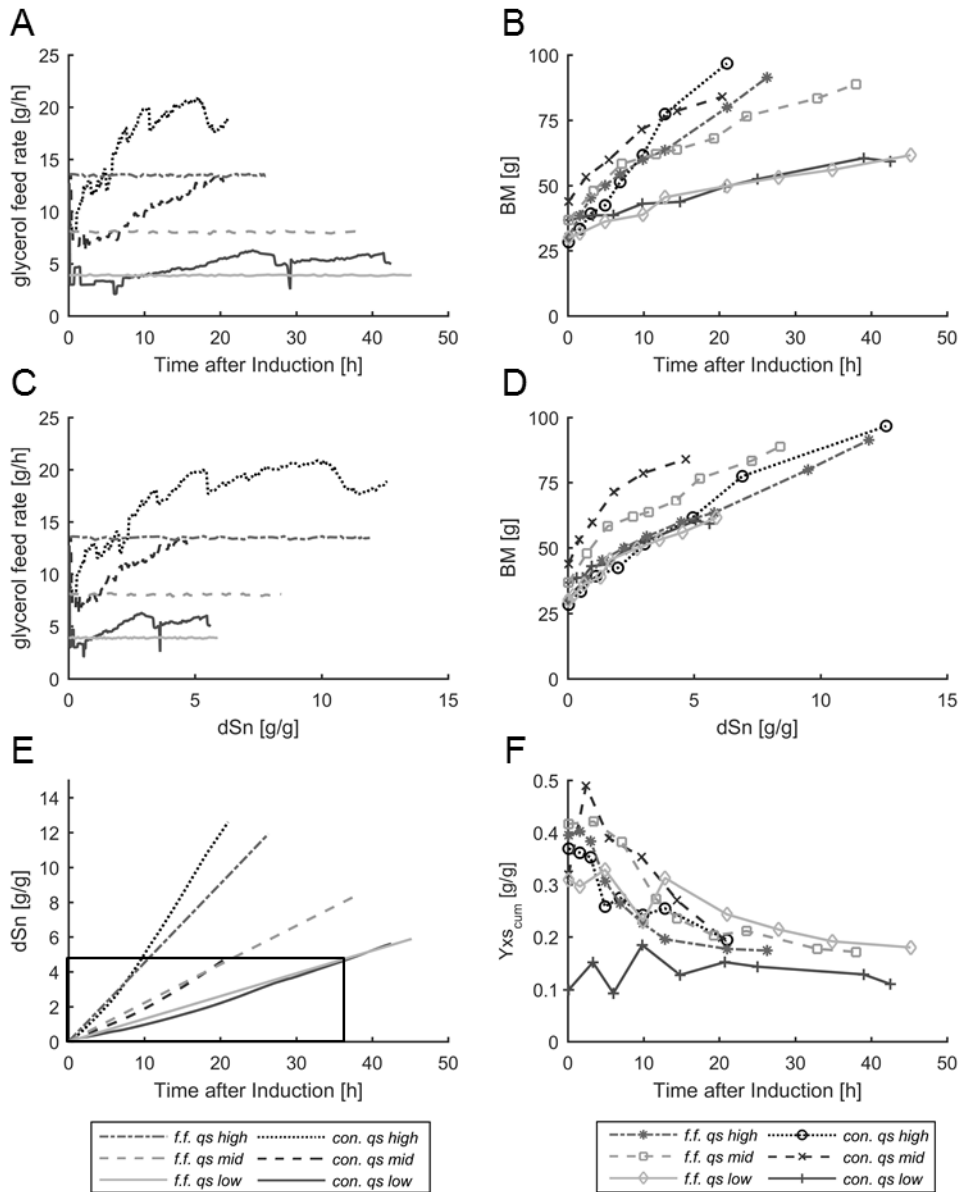 A
glycerol feed rate [g/h]
25
20
15
10
5
0
0 10 20 30 40 50
Time after Induction [h]
B
BM [g]
100
75
50
25
0
0 10 20 30 40 50
Time after Induction [h]
C
glycerol feed rate [g/h]
25
20
15
10
5
0
0 5 10 15
dSn [g/g]
D
BM [g]
100
75
50
25
0
0 5 10 15
dSn [g/g]
E
dSn [g/g]
14
12
10
8
6
4
2
0
0 10 20 30 40 50
Time after Induction [h]
F
Yxscum [g/g]
0.5
0.4
0.3
0.2
0.1
0
0 10 20 30 40 50
Time after Induction [h]
f.f. qs high con. qs high
f.f. qs mid con. qs mid
f.f. qs low con. qs low
f.f. qs high con. qs high
f.f. qs mid con. qs mid
f.f. qs low con. qs low